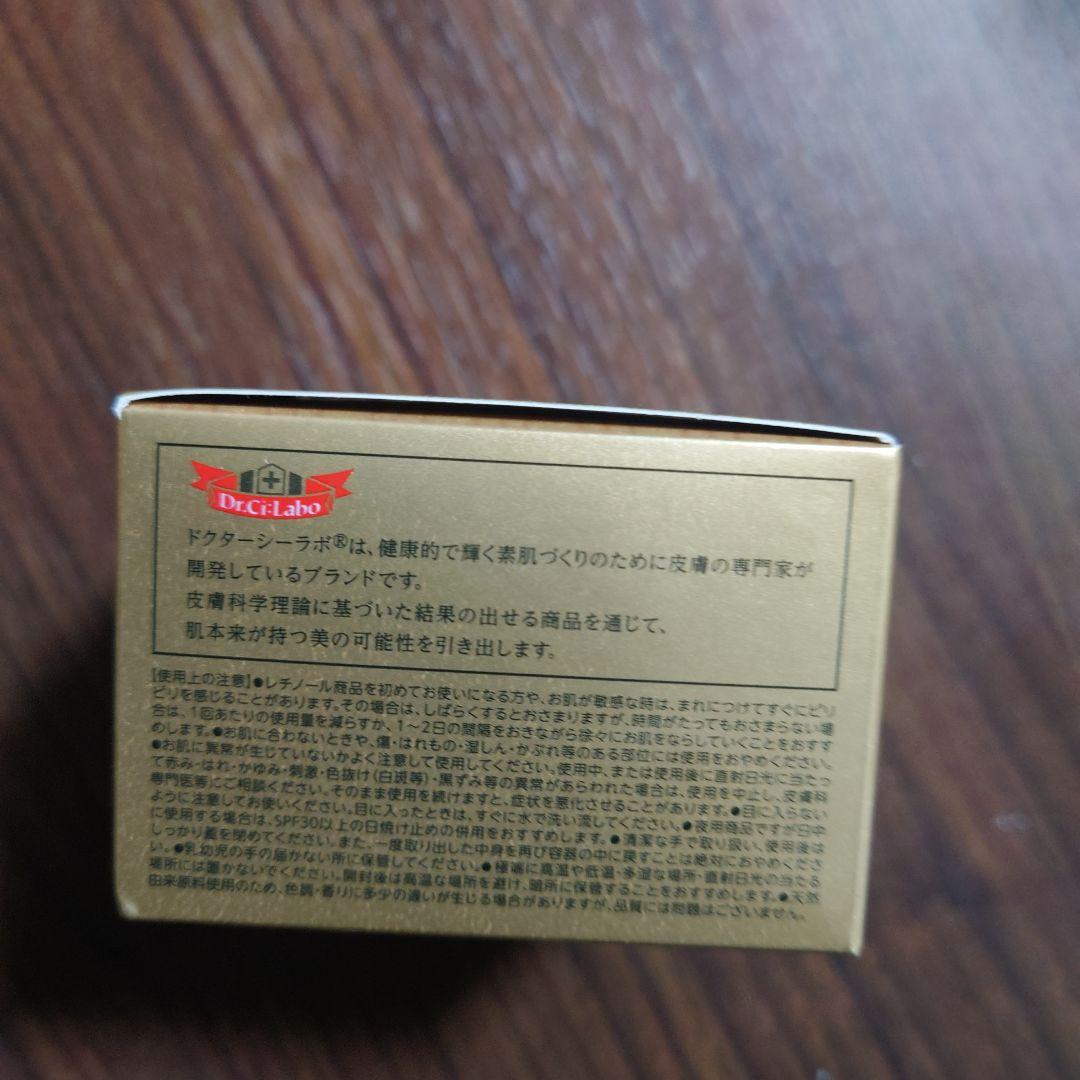 Dr.Ci:Labo
ドクターシーラボ®は、健康的で輝く素肌づくりのために皮膚の専門家が
開発しているブランドです。
皮膚科学理論に基づいた結果の出せる商品を通じて、
肌本来が持つ美の可能性を引き出します。
【使用上の注意】●レチノール商品を初めてお使いになる方や、お肌が敏感な時は、まれにつけてすぐにピリ
ピリを感じることがあります。その場合は、しばらくするとおさまりますが、時間がたってもおさまらない場
合は、1回あたりの使用量を減らすか、1～2日の間隔をおきながら徐々にお肌をならしていくことをおすす
めします。●お肌に合わないときや、傷・はれもの・湿しん・かぶれ等のある部位には使用をおやめください。
●お肌に異常が生じていないかよく注意して使用してください。使用中、または使用後に直射日光に当たっ
て赤み・はれ・かゆみ・刺激・色抜け(白斑等)・黒ずみ等の異常があらわれた場合は、使用を中止し、皮膚科
専門医等にご相談ください。そのまま使用を続けますと、症状を悪化させることがあります。●目に入らない
ように注意してお使いください。目に入ったときは、すぐに水で洗い流してください。●夜用商品ですが日中
に使用する場合は、SPF30以上の日焼け止めの併用をおすすめします。●清潔な手で取り扱い、使用後は
しっかり蓋を閉めてください。また、一度取り出した中身を再び容器の中に戻すことは絶対におやめくださ
い。●乳幼児の手の届かない所に保管してください。●極端に高温や低温・多湿な場所・直射日光の当たる
場所には置かないでください。開封後は高温な場所を避け、暗所に保管することをおすすめします。●天然
由来原料使用のため、色調・香りに多少の違いが生じる場合がありますが、品質には問題はございません。